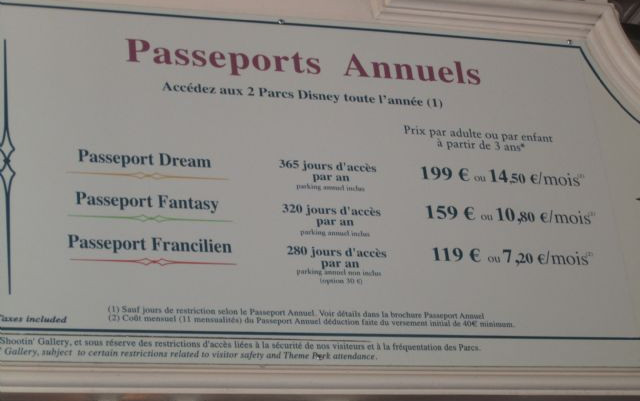 Passeports Annuels
Accédez aux 2 Parcs Disney toute l'année (1)
Prix par adulte ou par enfant
à partir de 3 ans*
Passeport Dream
365 jours d'accès
par an
parking annuel inclus
199 € ou 14,50 €/mois(2)
Passeport Fantasy
320 jours d'accès
par an
parking annuel inclus
159 € ou 10,80 €/mois(2)
Passeport Francilien
280 jours d'accès
par an
parking annuel non inclus
(option 30 €)
119 € ou 7,20 €/mois(2)
(1) Sauf jours de restriction selon le Passeport Annuel. Voir détails dans la brochure Passeport Annuel
(2) Coût mensuel (11 mensualités) du Passeport Annuel déduction faite du versement initial de 40€ minimum.
Taxes included
Shootin' Gallery, et sous réserve des restrictions d'accès liées à la sécurité de nos visiteurs et à la fréquentation des Parcs.
Gallery, subject to certain restrictions related to visitor safety and Theme Park attendance.